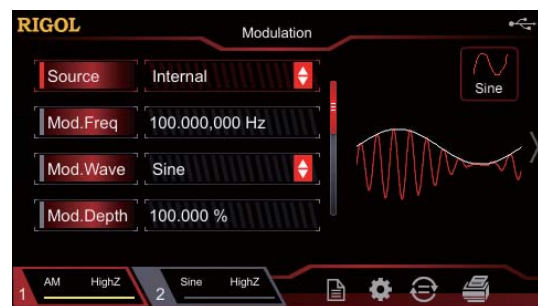 RIGOL
Modulation
Source Internal
Sine
Mod.Freq 100.000,000 Hz
Mod.Wave Sine
Mod.Depth 100.000 %
1 AM HighZ 2 Sine HighZ